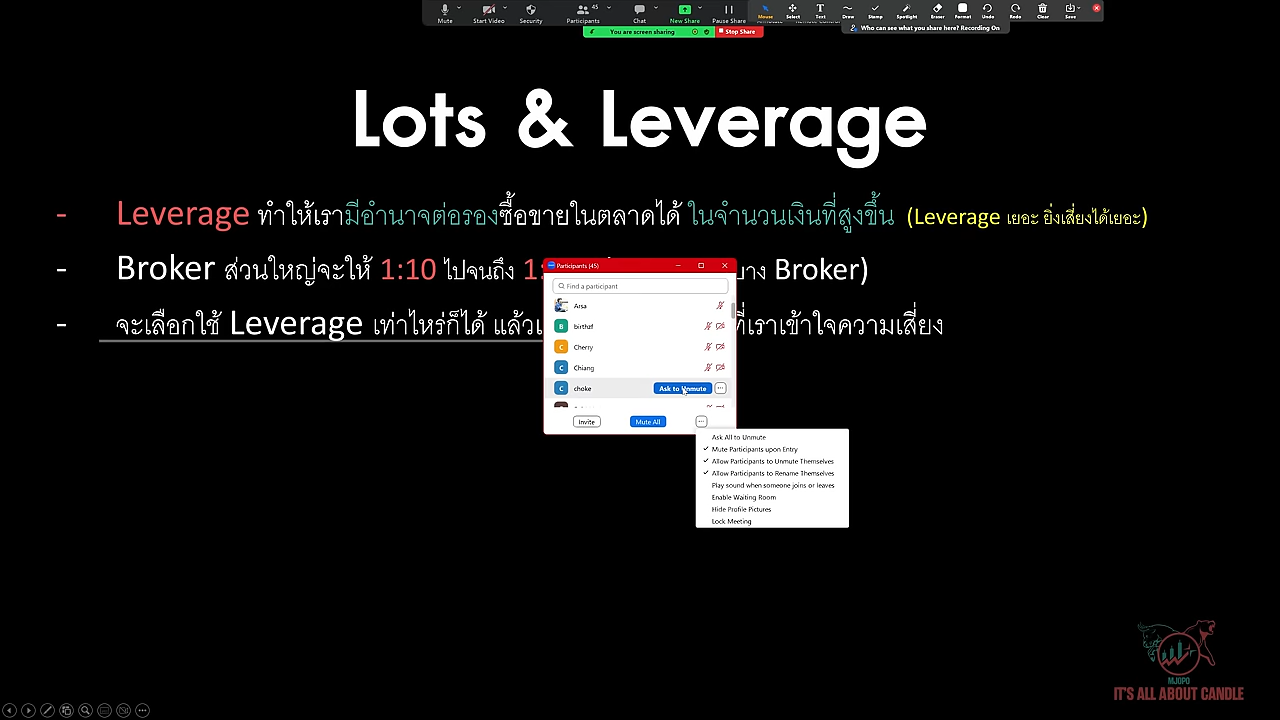 Mute
Start Video
Security
Participants
45
Chat
New Share
Pause Share
Mouse
Select
Text
Draw
Stamp
Spotlight
Eraser
Format
Undo
Redo
Clear
Save
You are screen sharing
Stop Share
Who can see what you share here? Recording On
Lots & Leverage
- Leverage ทำให้เรามีอำนาจต่อรองซื้อขายในตลาดได้ ในจำนวนเงินที่สูงขึ้น (Leverage เยอะ ยิ่งเสี่ยงได้เยอะ)
- Broker ส่วนใหญ่จะให้ 1:10 ไปจนถึง Broker)
- จะเลือกใช้ Leverage เท่าไหร่ก็ได้ ที่เราเข้าใจความเสี่ยง
Participants (45)
Find a participant
Arsa
B birthzf
C Cherry
C Chiang
C choke
Ask to Unmute
Invite
Mute All
Ask All to Unmute
Mute Participants upon Entry
Allow Participants to Unmute Themselves
Allow Participants to Rename Themselves
Play sound when someone joins or leaves
Enable Waiting Room
Hide Profile Pictures
Lock Meeting
MJOPO
IT'S ALL ABOUT CANDLE